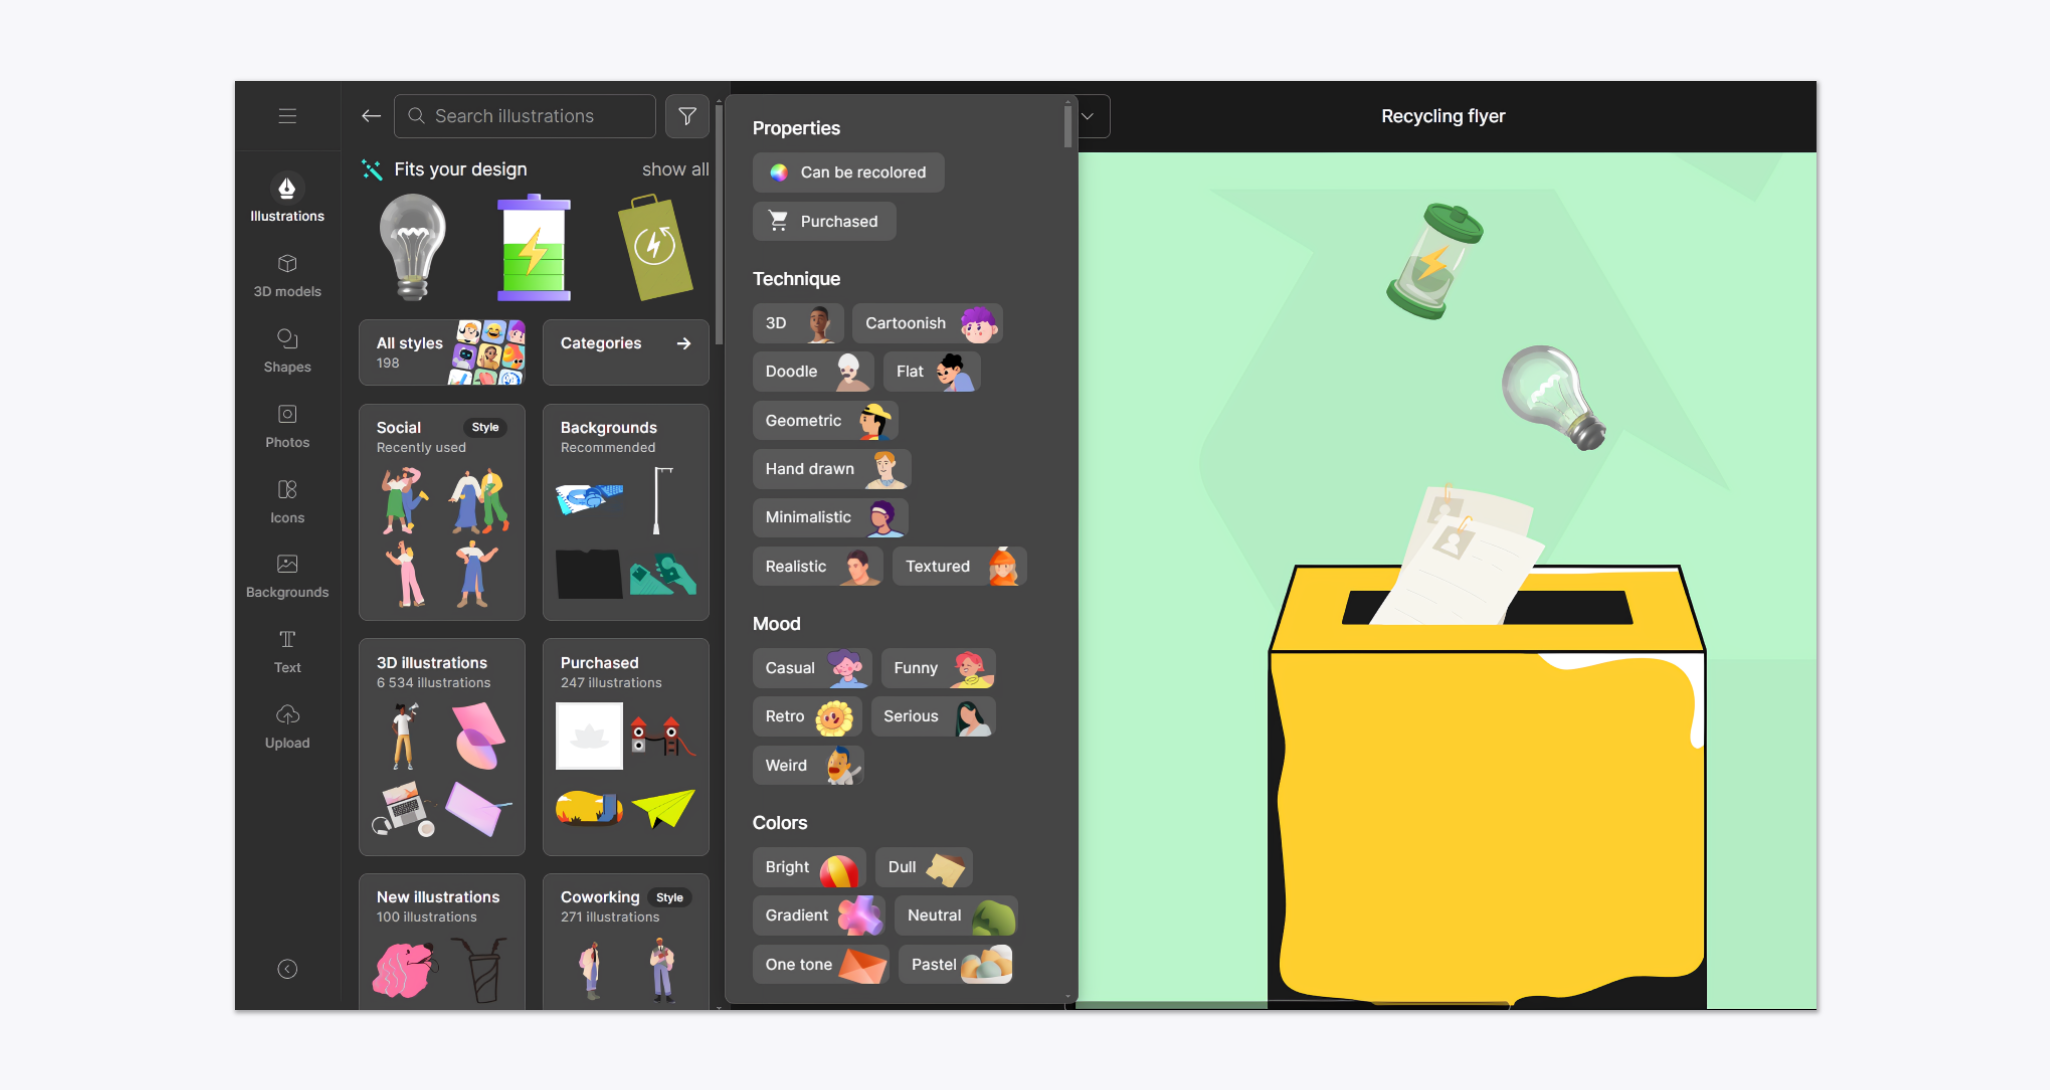 Search illustrations
Recycling flyer
Illustrations
3D models
Shapes
Photos
Icons
Backgrounds
Text
Upload
Fits your design
show all
All styles
198
Categories
Social
Style
Recently used
Backgrounds
Recommended
3D illustrations
6 534 illustrations
Purchased
247 illustrations
New illustrations
100 illustrations
Coworking
Style
271 illustrations
Properties
Can be recolored
Purchased
Technique
3D
Cartoonish
Doodle
Flat
Geometric
Hand drawn
Minimalistic
Realistic
Textured
Mood
Casual
Funny
Retro
Serious
Weird
Colors
Bright
Dull
Gradient
Neutral
One tone
Pastel